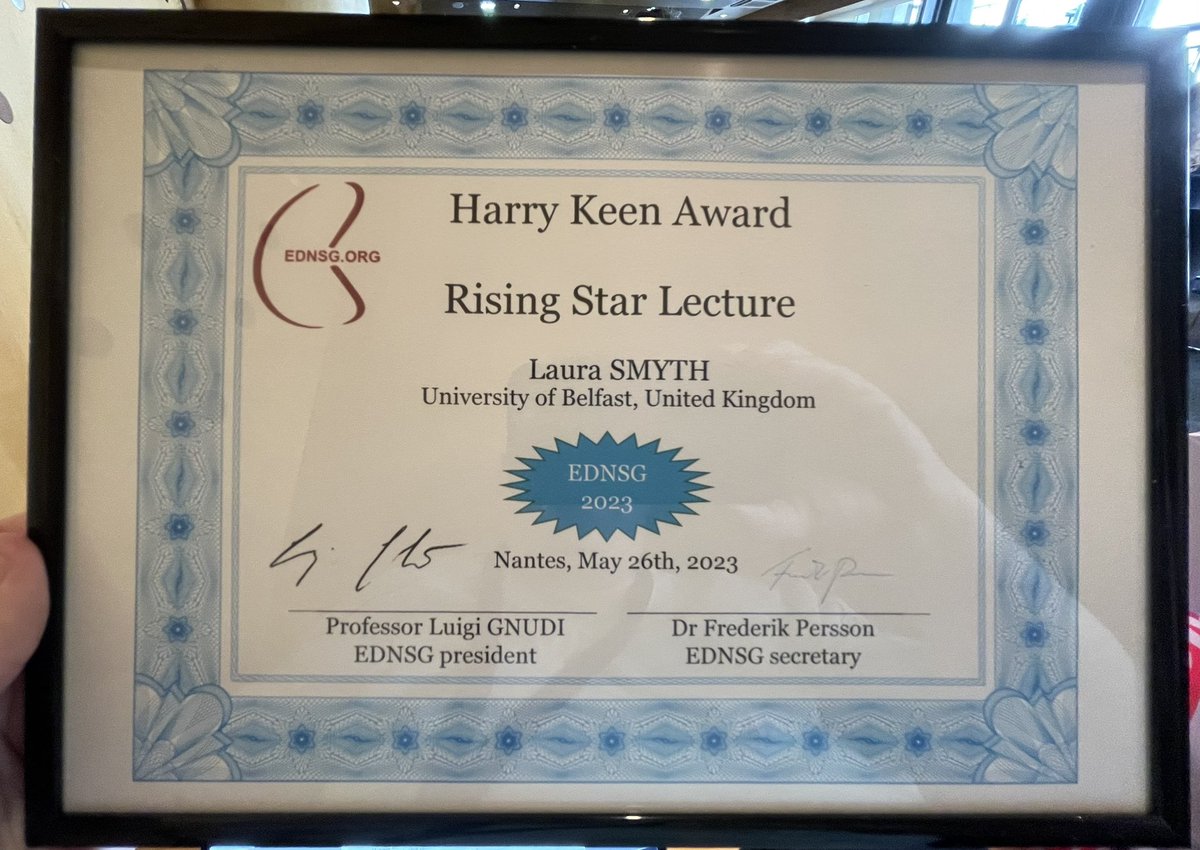 Harry Keen Award
EDNSG.ORG
Rising Star Lecture
Laura SMYTH
University of Belfast, United Kingdom
EDNSG
2023
Nantes, May 26th, 2023
Professor Luigi GNUDI
EDNSG president
Dr Frederik Persson
EDNSG secretary